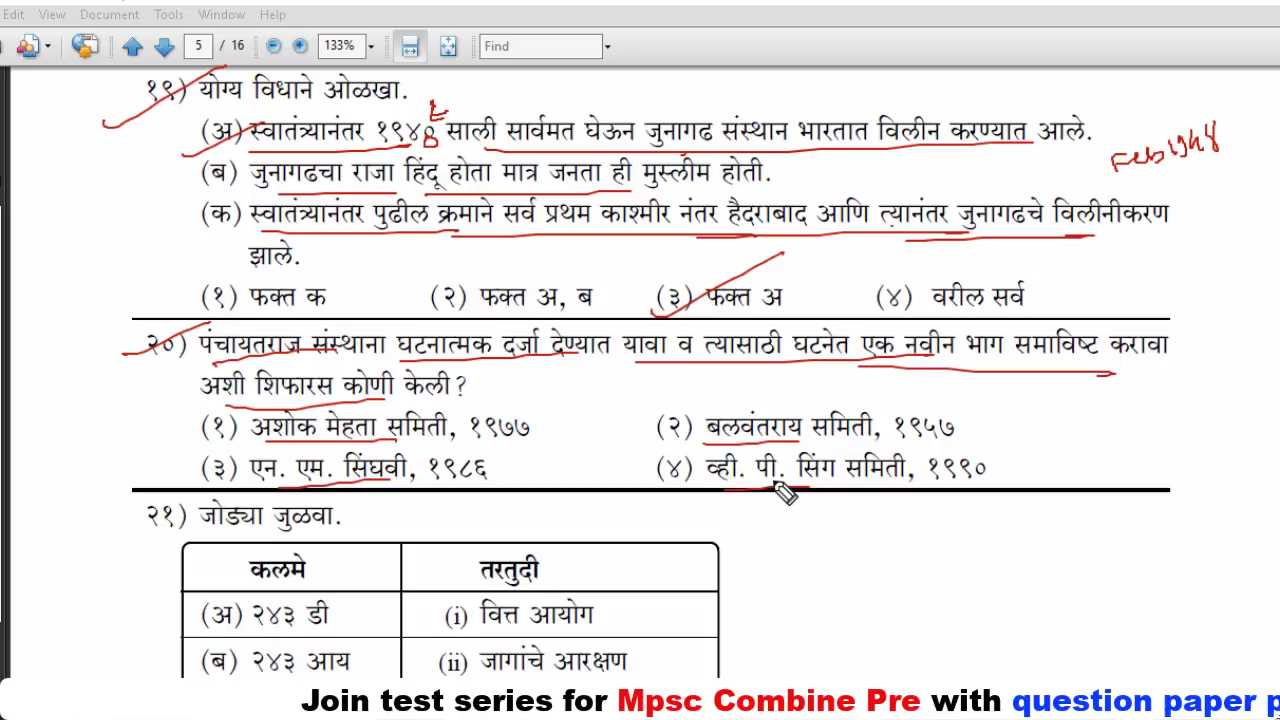 Edit View Document Tools Window Help
5 / 16 133% Find
१९) योग्य विधाने ओळखा.
(अ) स्वातंत्र्यानंतर १९४० साली सार्वमत घेऊन जुनागढ संस्थान भारतात विलीन करण्यात आले.
८
Feb 1948
(ब) जुनागढचा राजा हिंदू होता मात्र जनता ही मुस्लीम होती.
(क) स्वातंत्र्यानंतर पुढील क्रमाने सर्व प्रथम काश्मीर नंतर हैदराबाद आणि त्यानंतर जुनागढचे विलीनीकरण
झाले.
(१) फक्त क (२) फक्त अ, ब (३) फक्त अ (४) वरील सर्व
२०) पंचायतराज संस्थाना घटनात्मक दर्जा देण्यात यावा व त्यासाठी घटनेत एक नवीन भाग समाविष्ट करावा
अशी शिफारस कोणी केली?
(१) अशोक मेहता समिती, १९७७ (२) बलवंतराय समिती, १९५७
(३) एन. एम. सिंघवी, १९८६ (४) व्ही. पी. सिंग समिती, १९९०
२१) जोड्या जुळवा.
कलमे तरतुदी
(अ) २४३ डी (i) वित्त आयोग
(ब) २४३ आय (ii) जागांचे आरक्षण
Join test series for Mpsc Combine Pre with question paper p